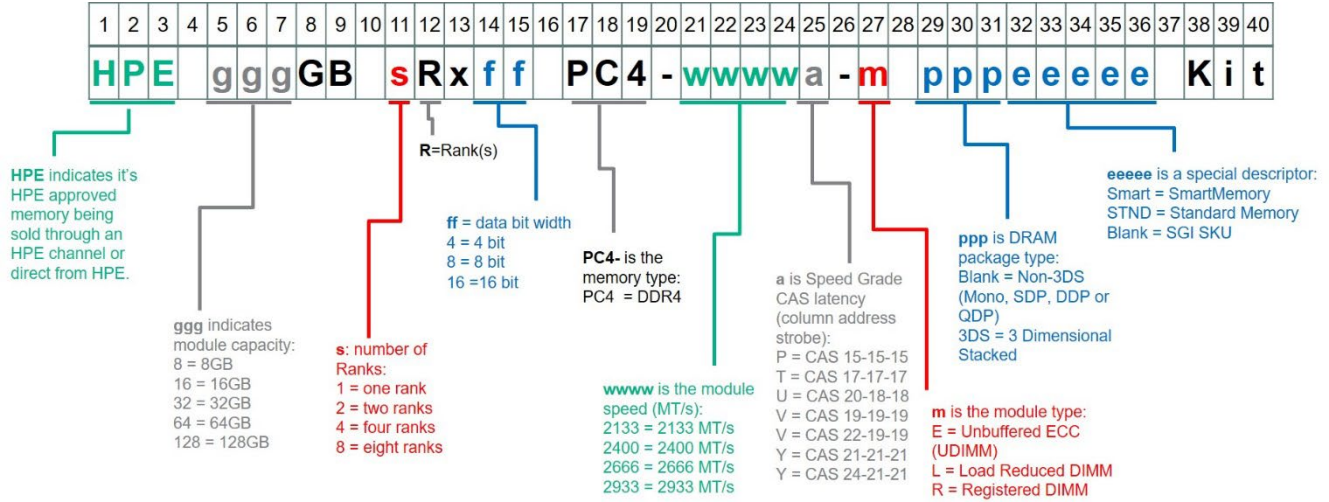 1 2 3 4 5 6 7 8 9 10 11 12 13 14 15 16 17 18 19 20 21 22 23 24 25 26 27 28 29 30 31 32 33 34 35 36 37 38 39 40
HPE gggGB sRxff PC4-wwwwa-m pppeeeee Kit
HPE indicates it's
HPE approved
memory being
sold through an
HPE channel or
direct from HPE.
ggg indicates
module capacity:
8 = 8GB
16 = 16GB
32 = 32GB
64 = 64GB
128 = 128GB
s: number of
Ranks:
1 = one rank
2 = two ranks
4 = four ranks
8 = eight ranks
R=Rank(s)
ff = data bit width
4 = 4 bit
8 = 8 bit
16 =16 bit
PC4- is the
memory type:
PC4 = DDR4
wwww is the module
speed (MT/s):
2133 = 2133 MT/s
2400 = 2400 MT/s
2666 = 2666 MT/s
2933 = 2933 MT/s
a is Speed Grade
CAS latency
(column address
strobe):
P = CAS 15-15-15
T = CAS 17-17-17
U = CAS 20-18-18
V = CAS 19-19-19
V = CAS 22-19-19
Y = CAS 21-21-21
Y = CAS 24-21-21
m is the module type:
E = Unbuffered ECC
(UDIMM)
L = Load Reduced DIMM
R = Registered DIMM
ppp is DRAM
package type:
Blank = Non-3DS
(Mono, SDP, DDP or
QDP)
3DS = 3 Dimensional
Stacked
eeeee is a special descriptor:
Smart = SmartMemory
STND = Standard Memory
Blank = SGI SKU